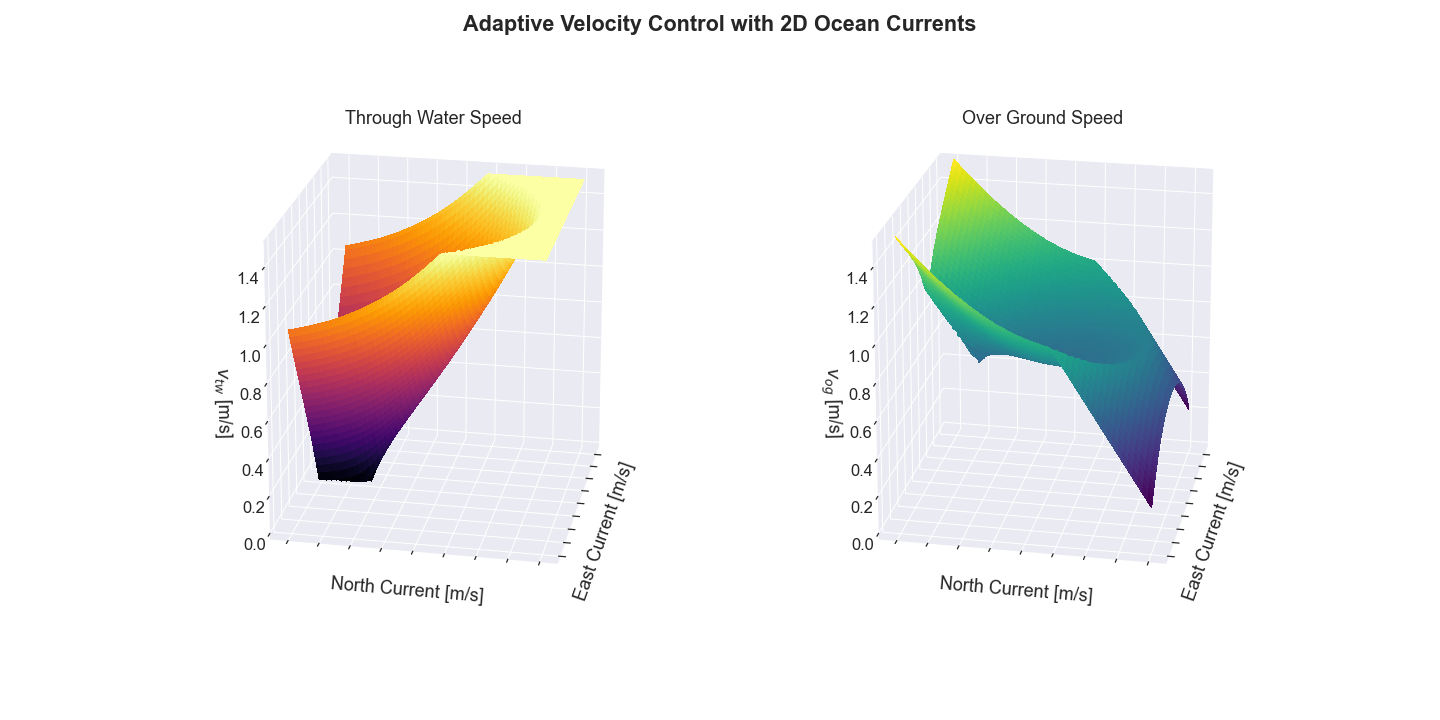 Adaptive Velocity Control with 2D Ocean Currents
Through Water Speed
1.4
1.2
1.0
0.8
0.6
0.4
0.2
0.0
v_tw [m/s]
North Current [m/s]
East Current [m/s]
Over Ground Speed
1.4
1.2
1.0
0.8
0.6
0.4
0.2
0.0
v_og [m/s]
North Current [m/s]
East Current [m/s]